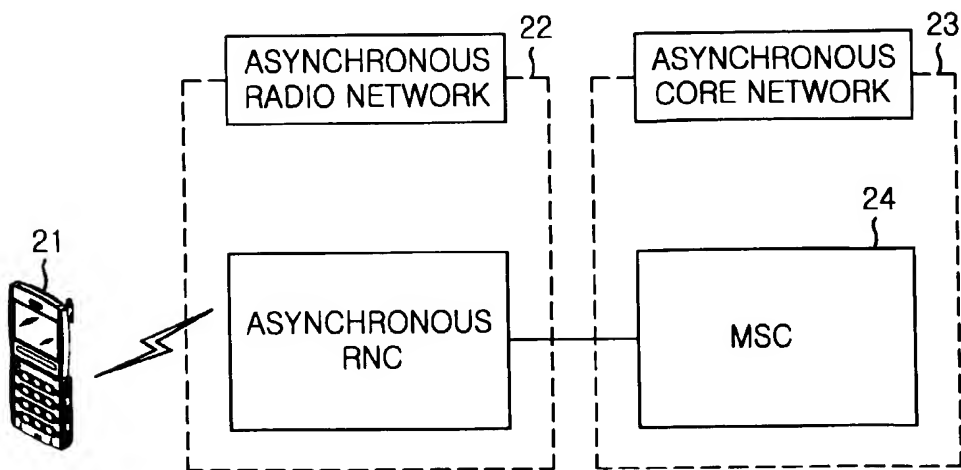 22
23
ASYNCHRONOUS
RADIO NETWORK
ASYNCHRONOUS
CORE NETWORK
21
24
ASYNCHRONOUS
RNC
MSC